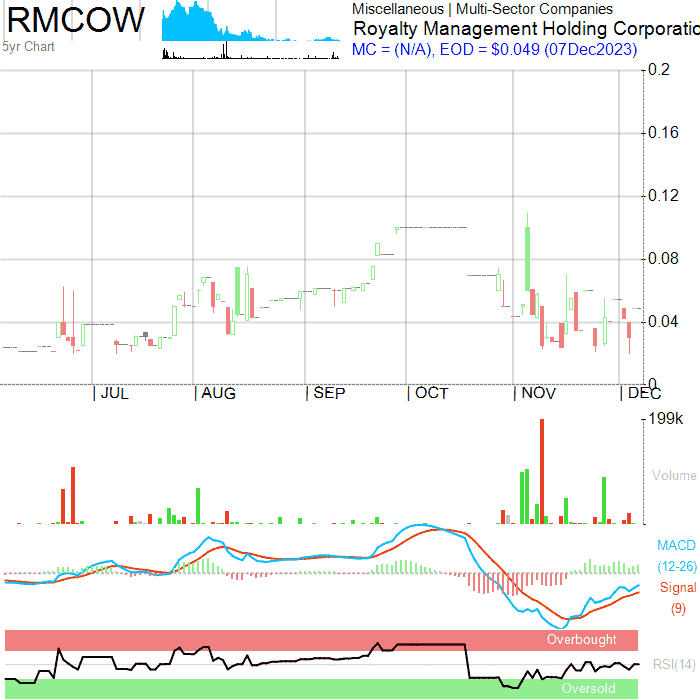 RMCOW
5yr Chart
Miscellaneous | Multi-Sector Companies
Royalty Management Holding Corporatio
MC = (N/A), EOD = $0.049 (07Dec2023)
0.2
0.16
0.12
0.08
0.04
0
JUL AUG SEP OCT NOV DEC
199k
Volume
MACD
(12-26)
Signal
(9)
Overbought
RSI(14)
Oversold